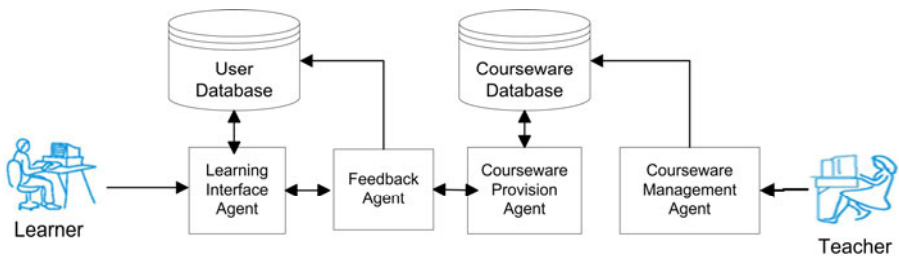 User
Database
Courseware
Database
Learning
Interface
Agent
Feedback
Agent
Courseware
Provision
Agent
Courseware
Management
Agent
Learner
Teacher